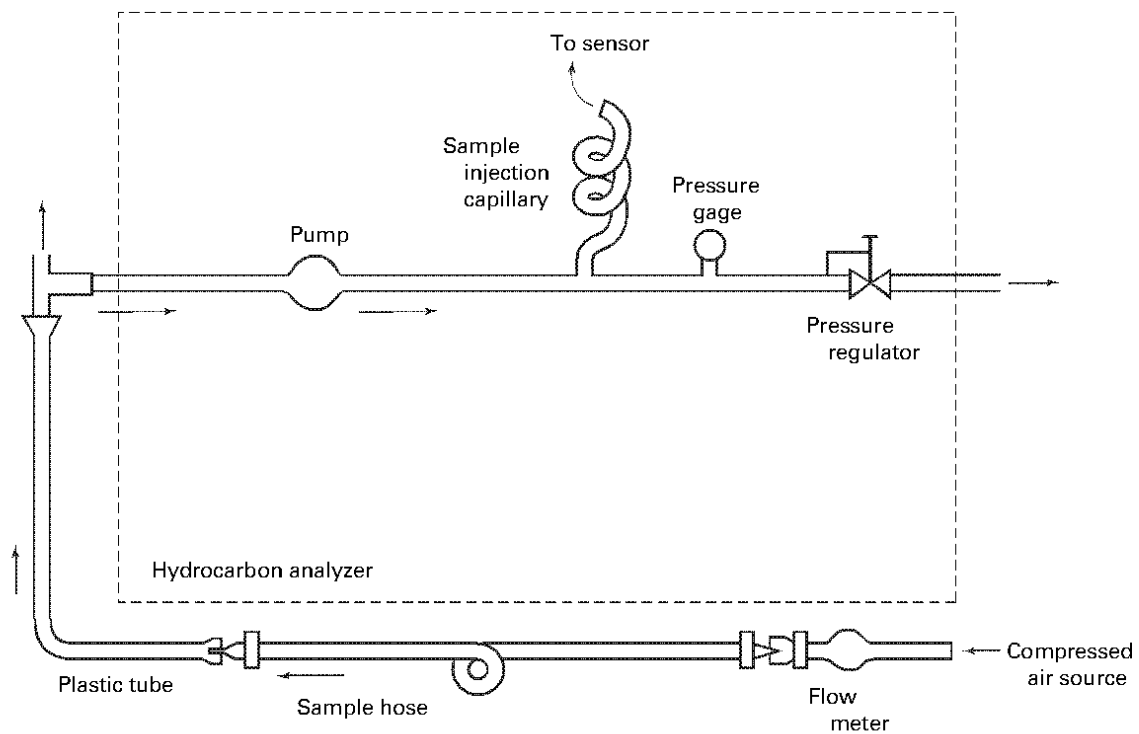 To sensor
Sample
injection
capillary
Pressure
gage
Pump
Pressure
regulator
Hydrocarbon analyzer
Plastic tube
Sample hose
Flow
meter
Compressed
air source